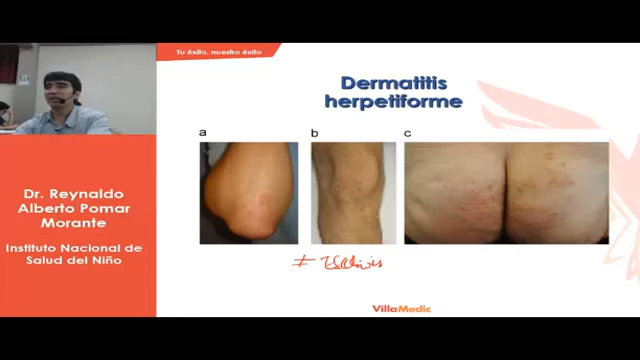 Tu éxito, nuestro éxito
Dermatitis
herpetiforme
a
b
c
Dr. Reynaldo
Alberto Pomar
Morante
Instituto Nacional de
Salud del Niño
≠
VillaMedic